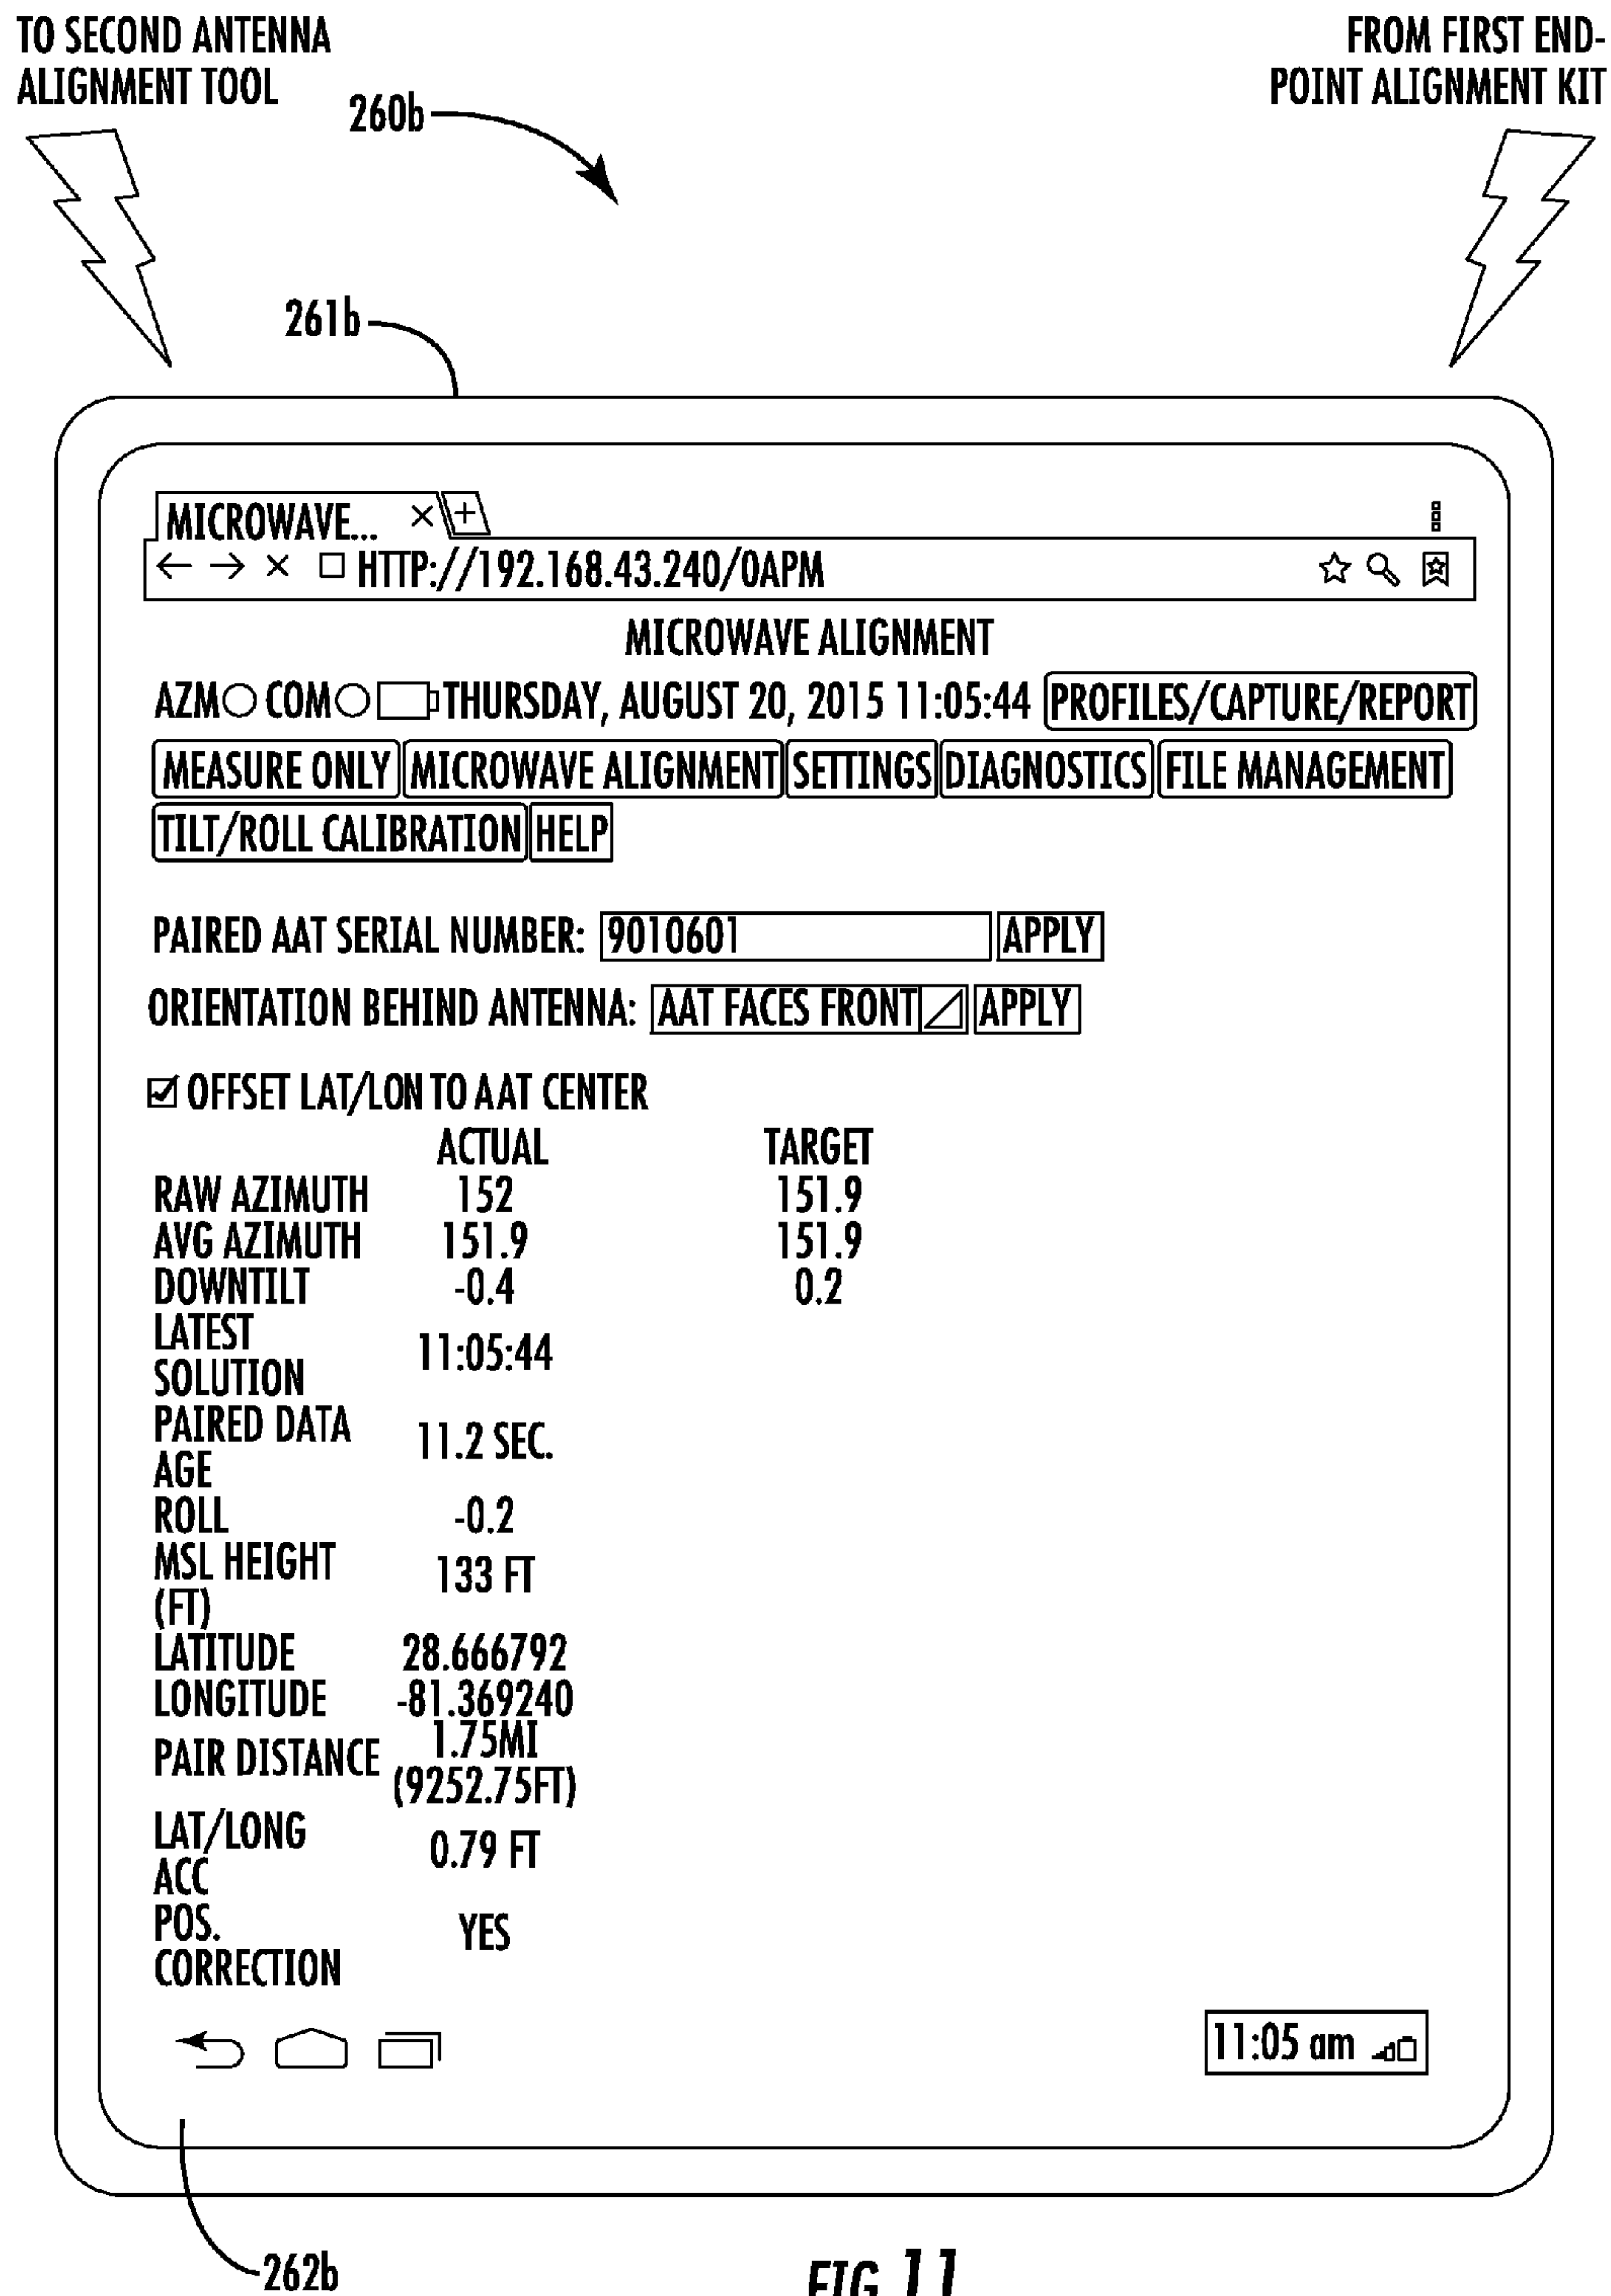 TO SECOND ANTENNA
ALIGNMENT TOOL
FROM FIRST END-
POINT ALIGNMENT KIT
260b
261b
MICROWAVE... × +
← → × HTTP://192.168.43.240/0APM
MICROWAVE ALIGNMENT
AZM COM THURSDAY, AUGUST 20, 2015 11:05:44 PROFILES/CAPTURE/REPORT
MEASURE ONLY MICROWAVE ALIGNMENT SETTINGS DIAGNOSTICS FILE MANAGEMENT
TILT/ROLL CALIBRATION HELP
PAIRED AAT SERIAL NUMBER: 9010601 APPLY
ORIENTATION BEHIND ANTENNA: AAT FACES FRONT APPLY
OFFSET LAT/LON TO AAT CENTER
ACTUAL TARGET
RAW AZIMUTH 152 151.9
AVG AZIMUTH 151.9 151.9
DOWNTILT -0.4 0.2
LATEST
SOLUTION
11:05:44
PAIRED DATA
AGE
11.2 SEC.
ROLL -0.2
MSL HEIGHT
(FT)
133 FT
LATITUDE 28.666792
LONGITUDE -81.369240
PAIR DISTANCE
1.75MI
(9252.75FT)
LAT/LONG
ACC
0.79 FT
POS.
CORRECTION
YES
11:05 am
262b
FIG. 11